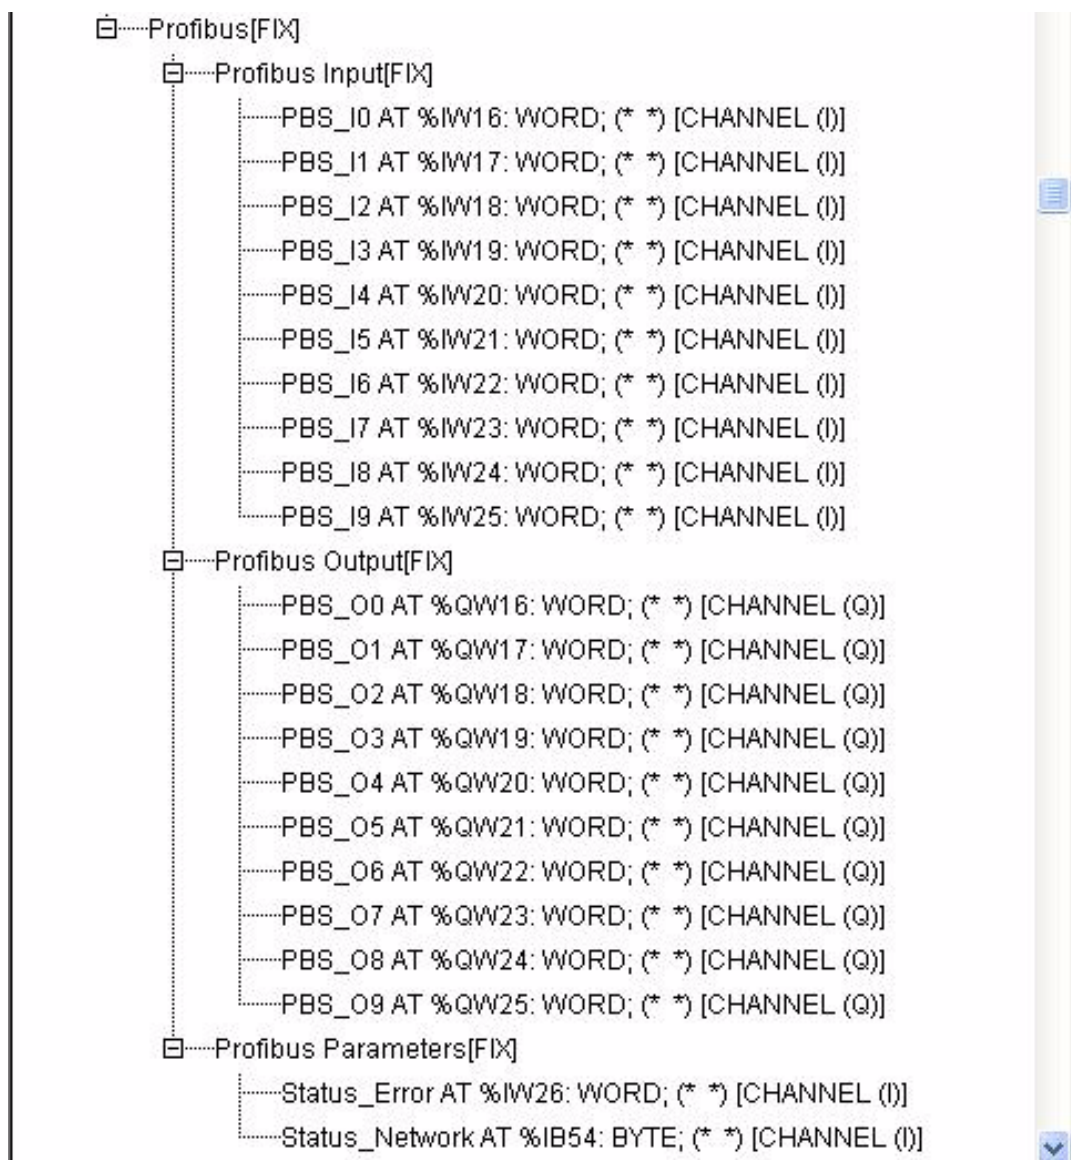 Profibus[FIX]
Profibus Input[FIX]
PBS_I0 AT %IW16: WORD; (* *) [CHANNEL (I)]
PBS_I1 AT %IW17: WORD; (* *) [CHANNEL (I)]
PBS_I2 AT %IW18: WORD; (* *) [CHANNEL (I)]
PBS_I3 AT %IW19: WORD; (* *) [CHANNEL (I)]
PBS_I4 AT %IW20: WORD; (* *) [CHANNEL (I)]
PBS_I5 AT %IW21: WORD; (* *) [CHANNEL (I)]
PBS_I6 AT %IW22: WORD; (* *) [CHANNEL (I)]
PBS_I7 AT %IW23: WORD; (* *) [CHANNEL (I)]
PBS_I8 AT %IW24: WORD; (* *) [CHANNEL (I)]
PBS_I9 AT %IW25: WORD; (* *) [CHANNEL (I)]
Profibus Output[FIX]
PBS_O0 AT %QW16: WORD; (* *) [CHANNEL (Q)]
PBS_O1 AT %QW17: WORD; (* *) [CHANNEL (Q)]
PBS_O2 AT %QW18: WORD; (* *) [CHANNEL (Q)]
PBS_O3 AT %QW19: WORD; (* *) [CHANNEL (Q)]
PBS_O4 AT %QW20: WORD; (* *) [CHANNEL (Q)]
PBS_O5 AT %QW21: WORD; (* *) [CHANNEL (Q)]
PBS_O6 AT %QW22: WORD; (* *) [CHANNEL (Q)]
PBS_O7 AT %QW23: WORD; (* *) [CHANNEL (Q)]
PBS_O8 AT %QW24: WORD; (* *) [CHANNEL (Q)]
PBS_O9 AT %QW25: WORD; (* *) [CHANNEL (Q)]
Profibus Parameters[FIX]
Status_Error AT %IW26: WORD; (* *) [CHANNEL (I)]
Status_Network AT %IB54: BYTE; (* *) [CHANNEL (I)]